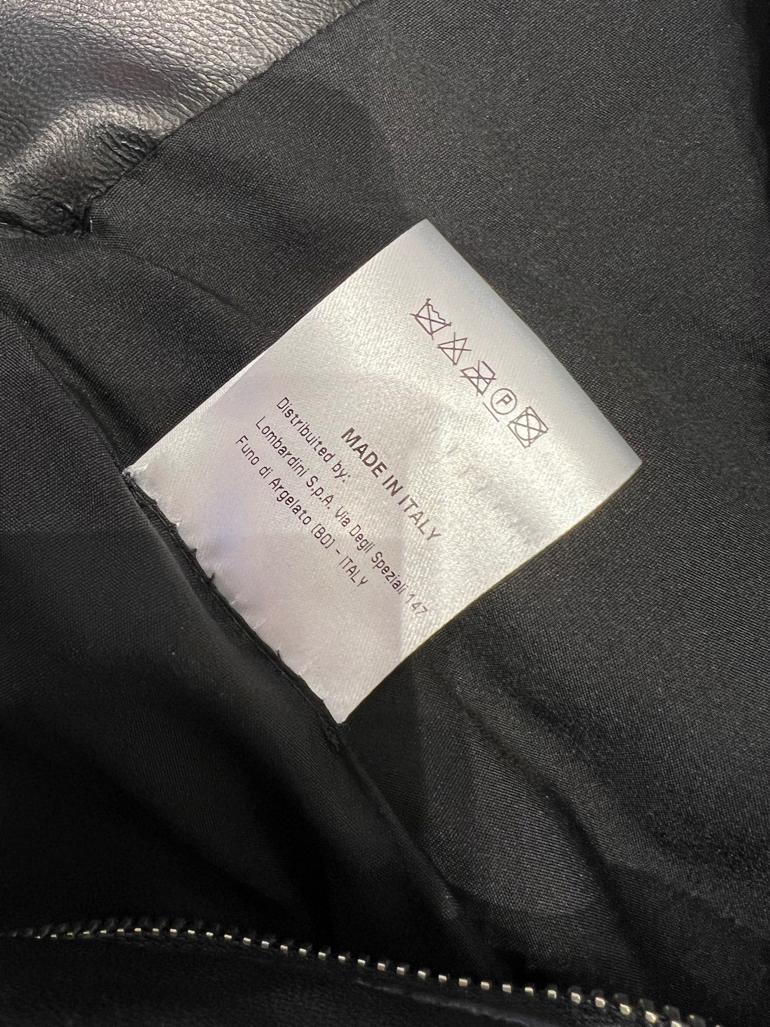 P
MADE IN ITALY
Distributed by:
Lombardini S.p.A. Via Degli Speziali 147
Funo di Argelato (BO) - ITALY